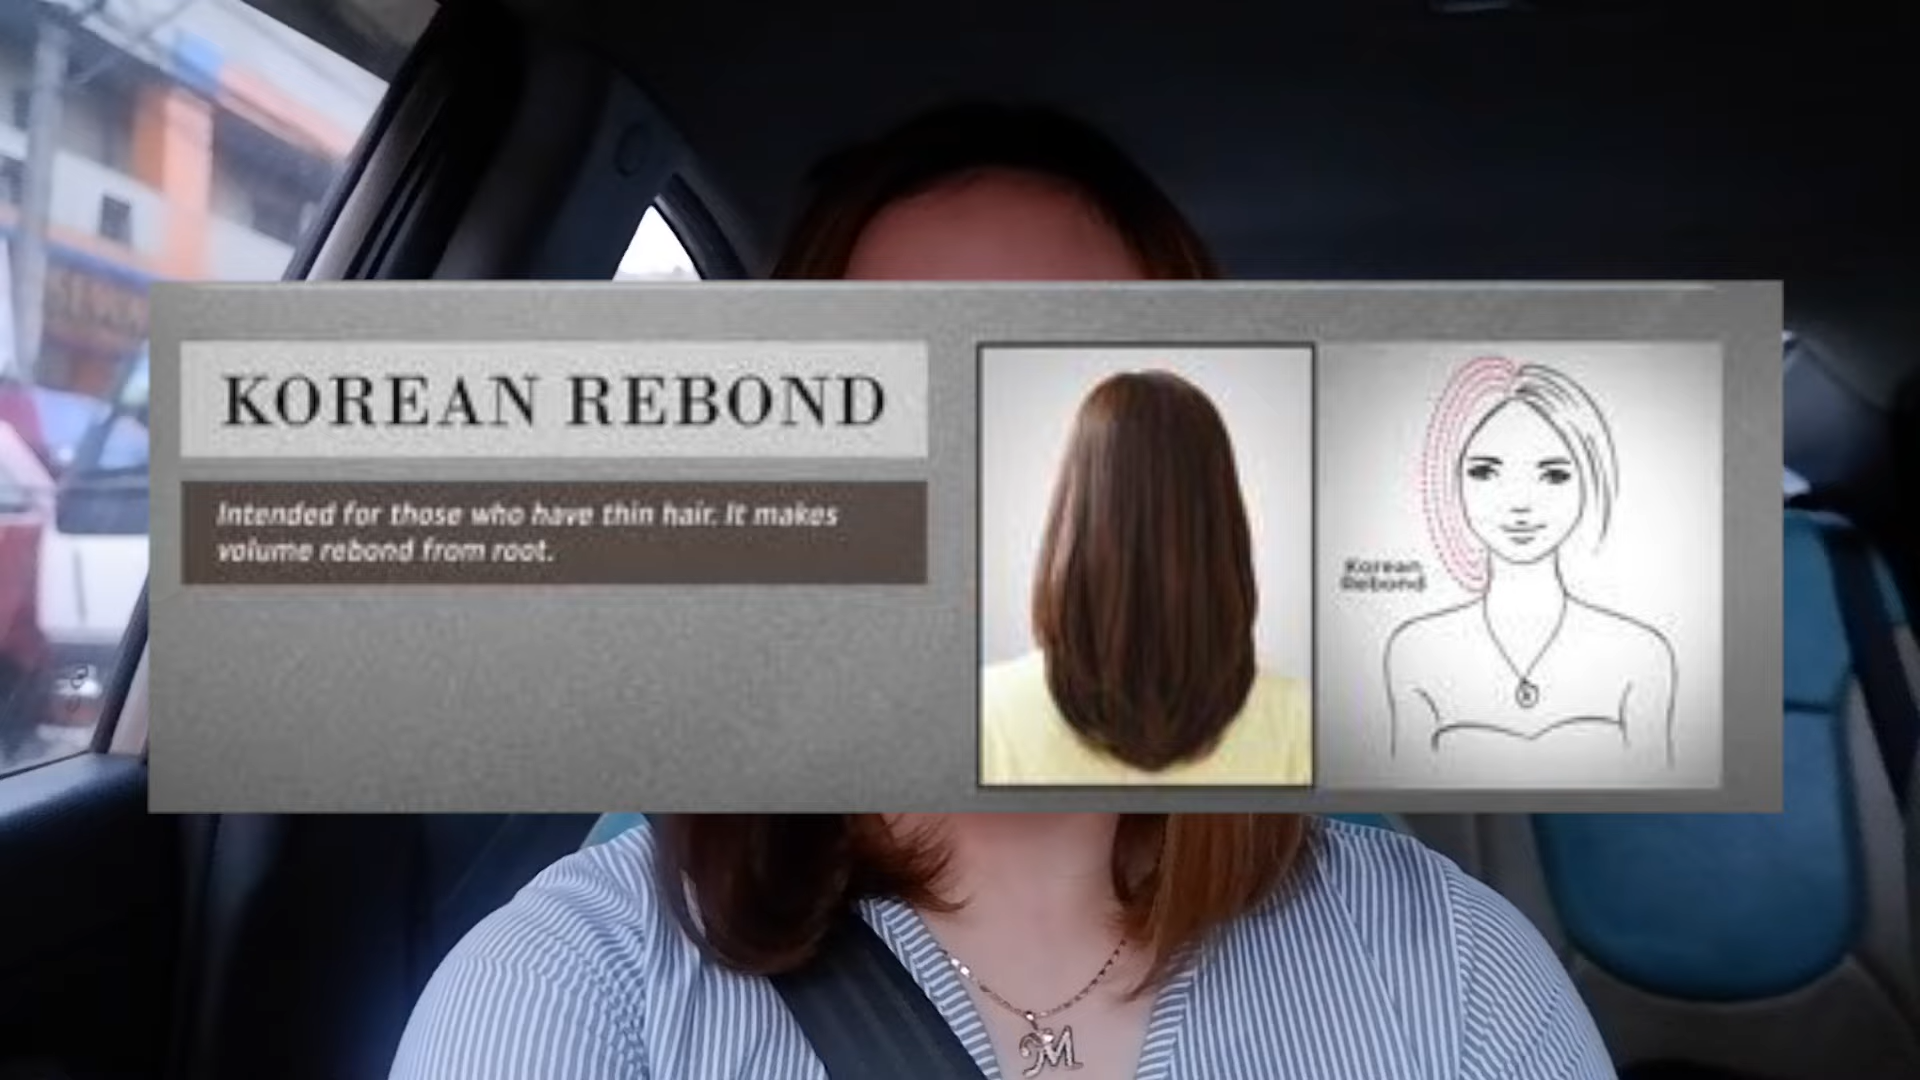 KOREAN REBOND
Intended for those who have thin hair. It makes
volume rebond from root.
Korean
Rebond
M